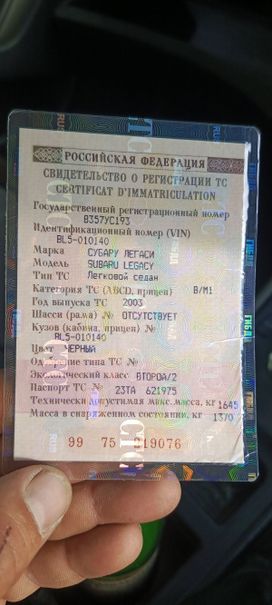 РОССИЙСКАЯ ФЕДЕРАЦИЯ
СВИДЕТЕЛЬСТВО О РЕГИСТРАЦИИ ТС
CERTIFICAT D'IMMATRICULATION
Государственный регистрационный номер
В357УС193
Идентификационный номер (VIN)
BL5-010140
Марка СУБАРУ ЛЕГАСИ
Модель SUBARU LEGACY
Тип ТС Легковой седан
Категория ТС (ABCD, прицеп) B/M1
Год выпуска ТС 2003
Шасси (рама) № ОТСУТСТВУЕТ
Кузов (кабина, прицеп) №
BL5-010140
Цвет ЧЕРНЫЙ
Одобрение типа ТС №
Экологический класс ВТОРОЙ/2
Паспорт ТС № 23ТА 621975
Технически допустимая макс.масса, кг 1645
Масса в снаряженном состоянии, кг 1370
99 75 219076